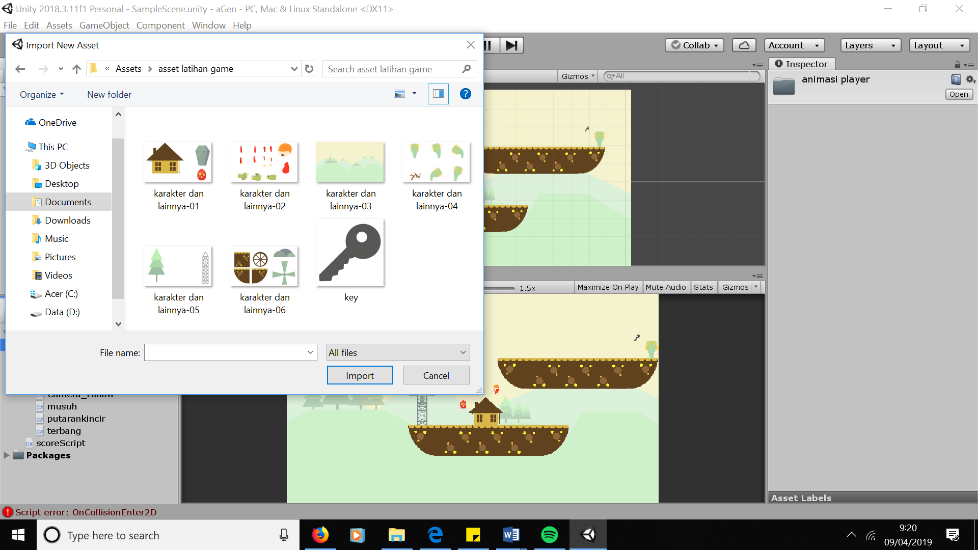 Unity 2018.3.11f1 Personal - SampleScene.unity - aGen - PC, Mac & Linux Standalone <DX11>
File Edit Assets GameObject Component Window Help
Import New Asset
Collab
Account
Layers
Layout
« Assets › asset latihan game
Search asset latihan game
Gizmos
All
Inspector
animasi player
Open
Organize
New folder
OneDrive
This PC
3D Objects
Desktop
Documents
Downloads
Music
Pictures
Videos
Acer (C:)
Data (D:)
karakter dan
lainnya-01
karakter dan
lainnya-02
karakter dan
lainnya-03
karakter dan
lainnya-04
karakter dan
lainnya-05
karakter dan
lainnya-06
key
1.5x
Maximize On Play
Mute Audio
Stats
Gizmos
File name:
All files
Import
Cancel
musuh
putarankincir
terbang
scoreScript
Packages
Asset Labels
Script error: OnCollisionEnter2D
Type here to search
9:20
09/04/2019